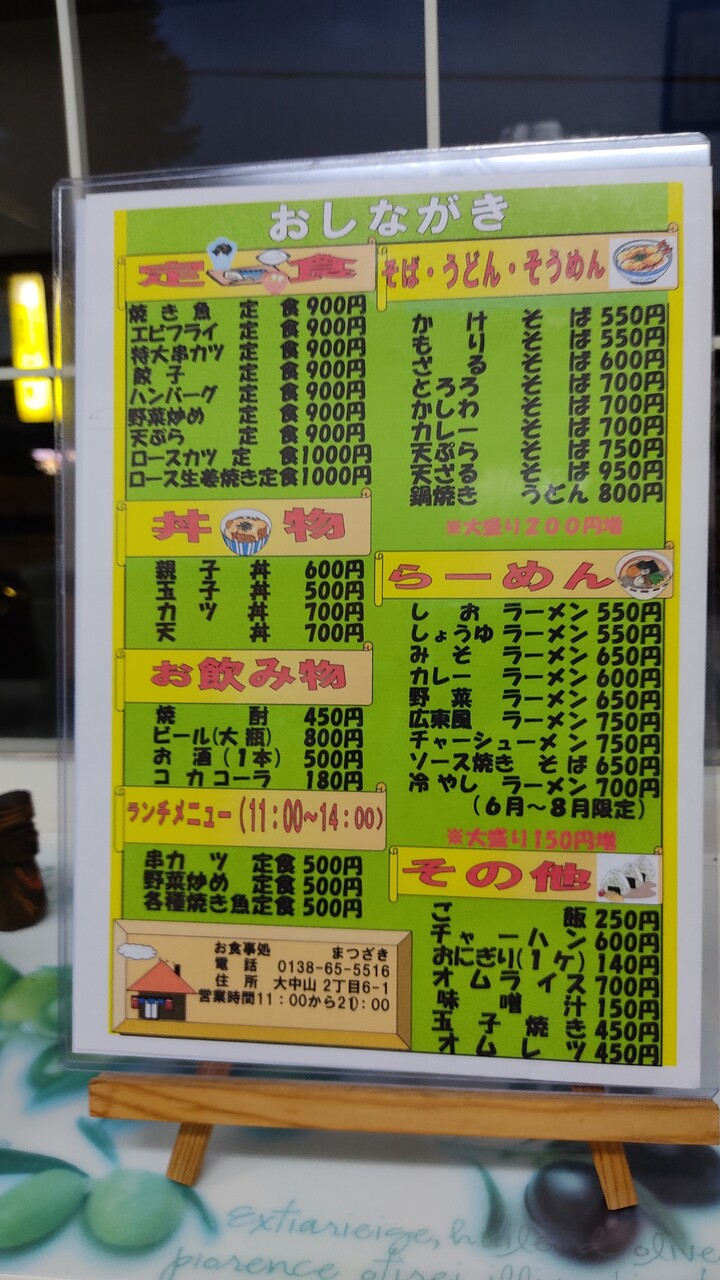 おしながき
定食
焼き魚定食900円
エビフライ定食900円
特大串カツ定食900円
餃子定食900円
ハンバーグ定食900円
野菜炒め定食900円
天ぷら定食900円
ロースカツ定食1000円
ロース生姜焼き定食1000円
丼物
親子丼600円
玉子丼500円
カツ丼700円
天丼700円
お飲み物
焼酎450円
ビール(大瓶)800円
お酒(1本)500円
コカコーラ180円
ランチメニュー(11:00〜14:00)
串カツ定食500円
野菜炒め定食500円
各種焼き魚定食500円
お食事処 まつざき
電話 0138-65-5516
住所 大中山 2丁目6-1
営業時間11:00から21:00
そば・うどん・そうめん
かけそば550円
もりそば550円
ざるそば600円
とろろそば700円
かしわそば700円
カレーそば700円
天ぷらそば750円
天ざるそば950円
鍋焼きうどん800円
※大盛り200円増
らーめん
しおラーメン550円
しょうゆラーメン550円
みそラーメン650円
カレーラーメン600円
野菜ラーメン650円
広東風ラーメン750円
チャーシューメン750円
ソース焼きそば650円
冷やしラーメン700円
(6月〜8月限定)
※大盛り150円増
その他
ご飯250円
チャーハン600円
おにぎり(1ケ)140円
オムライス700円
味噌汁150円
玉子焼き450円
オムレツ450円